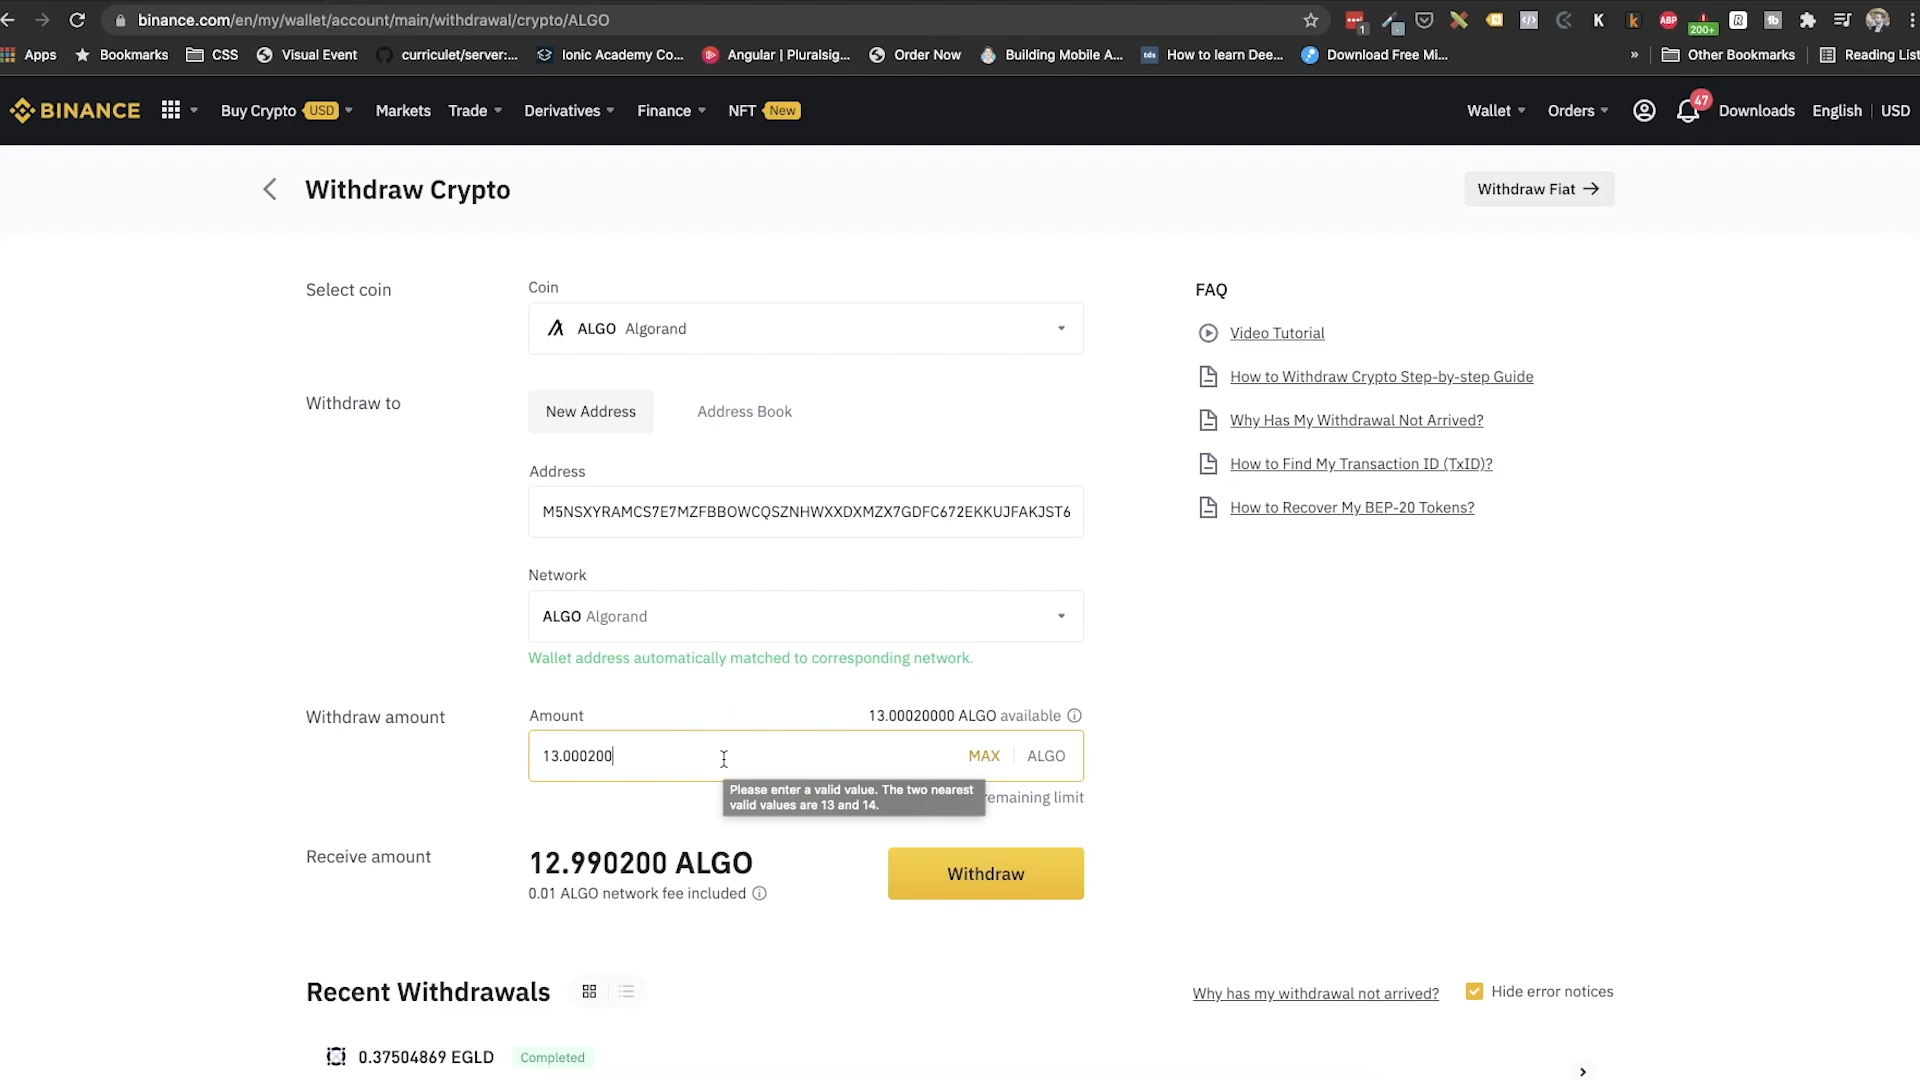 binance.com/en/my/wallet/account/main/withdrawal/crypto/ALGO
1
ABP
200+
Apps
Bookmarks
CSS
Visual Event
curriculet/server:...
Ionic Academy Co...
Angular | Pluralsig...
Order Now
Building Mobile A...
tds
How to learn Dee...
Download Free Mi...
»
Other Bookmarks
Reading List
BINANCE
Buy Crypto USD
Markets
Trade
Derivatives
Finance
NFT New
Wallet
Orders
47
Downloads
English
USD
Withdraw Crypto
Withdraw Fiat →
Select coin
Coin
ALGO Algorand
Withdraw to
New Address
Address Book
Address
M5NSXYRAMCS7E7MZFBBOWCQSZNHWXXDXMZX7GDFC672EKKUJFAKJST6
Network
ALGO Algorand
Wallet address automatically matched to corresponding network.
Withdraw amount
Amount
13.00020000 ALGO available
13.000200
MAX
ALGO
Please enter a valid value. The two nearest
valid values are 13 and 14.
remaining limit
Receive amount
12.990200 ALGO
0.01 ALGO network fee included
Withdraw
FAQ
Video Tutorial
How to Withdraw Crypto Step-by-step Guide
Why Has My Withdrawal Not Arrived?
How to Find My Transaction ID (TxID)?
How to Recover My BEP-20 Tokens?
Recent Withdrawals
Why has my withdrawal not arrived?
Hide error notices
0.37504869 EGLD
Completed